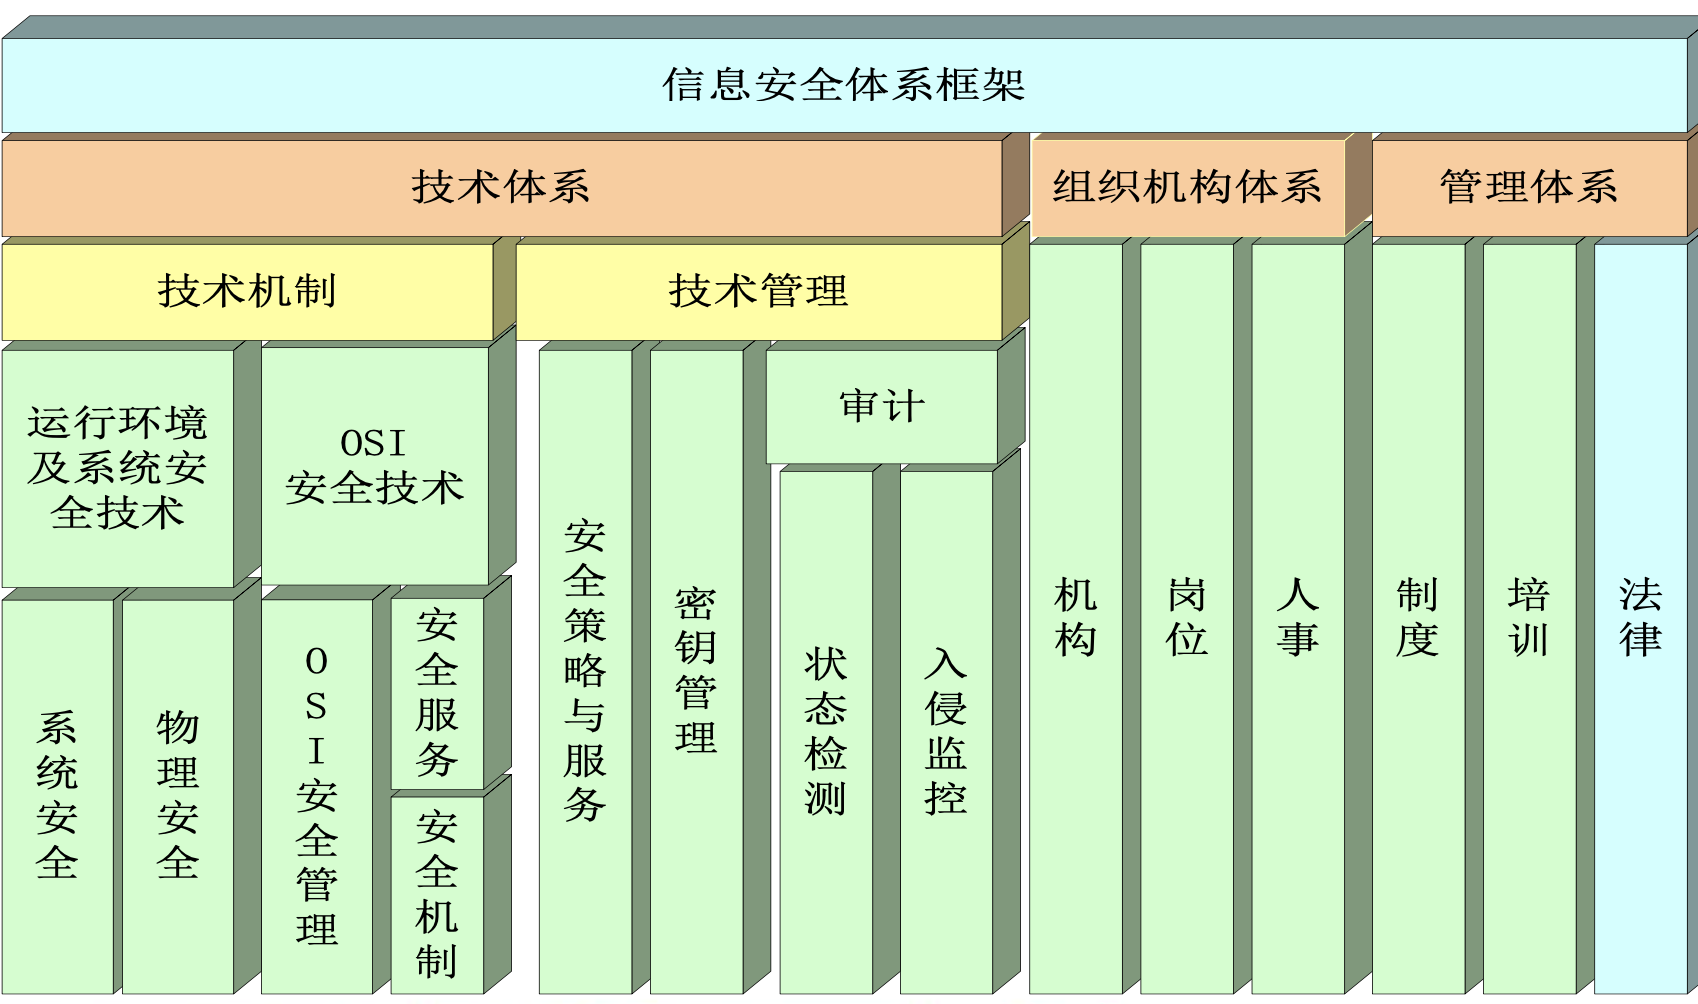 信息安全体系框架
技术体系
组织机构体系
管理体系
技术机制
技术管理
运行环境
及系统安
全技术
OSI
安全技术
审计
系统安全
物理安全
OSI安全管理
安全服务
安全机制
安全策略与服务
密钥管理
状态检测
入侵监控
机构
岗位
人事
制度
培训
法律